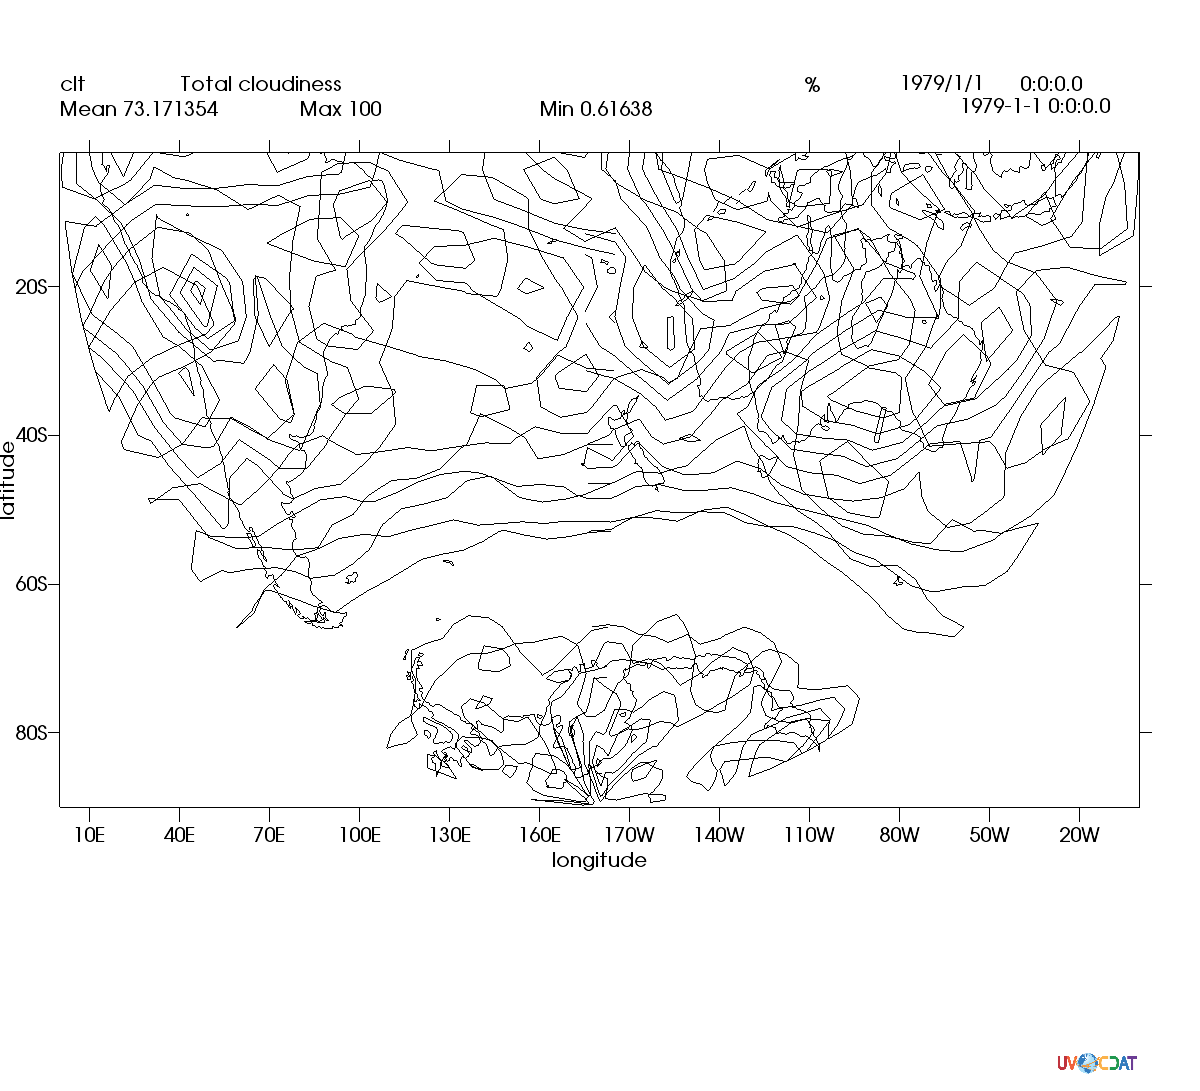 clt Total cloudiness % 1979/1/1 0:0:0.0
Mean 73.171354 Max 100 Min 0.61638 1979-1-1 0:0:0.0
20S
40S
latitude
60S
80S
10E 40E 70E 100E 130E 160E 170W 140W 110W 80W 50W 20W
longitude
UVCDAT